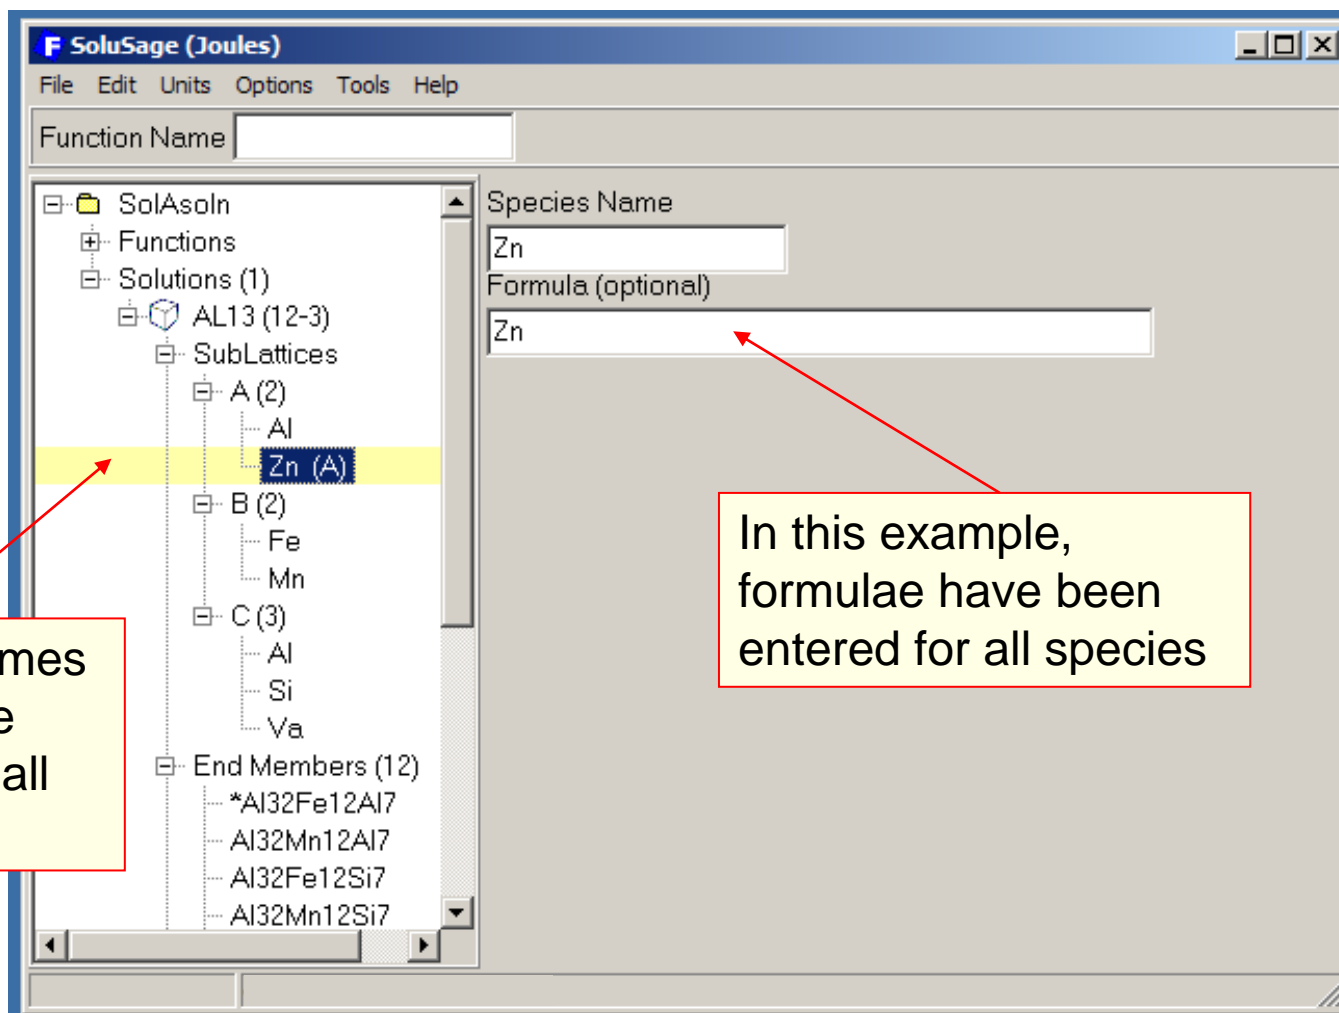 SoluSage (Joules)
File Edit Units Options Tools Help
Function Name
SolAsoln
Functions
Solutions (1)
AL13 (12-3)
SubLattices
A (2)
Al
Zn (A)
B (2)
Fe
Mn
C (3)
Al
Si
Va
End Members (12)
*Al32Fe12Al7
Al32Mn12Al7
Al32Fe12Si7
Al32Mn12Si7
Species Name
Zn
Formula (optional)
Zn
In this example,
formulae have been
entered for all species
all